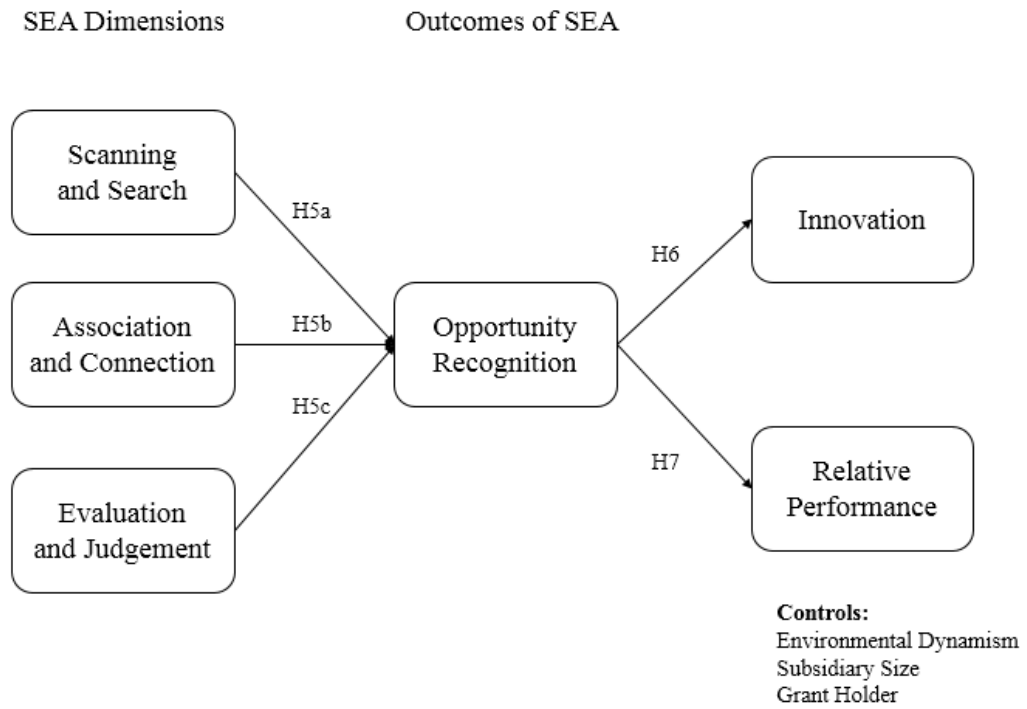 SEA Dimensions
Outcomes of SEA
Scanning
and Search
H5a
Association
and Connection
H5b
Evaluation
and Judgement
H5c
Opportunity
Recognition
H6
Innovation
H7
Relative
Performance
Controls:
Environmental Dynamism
Subsidiary Size
Grant Holder